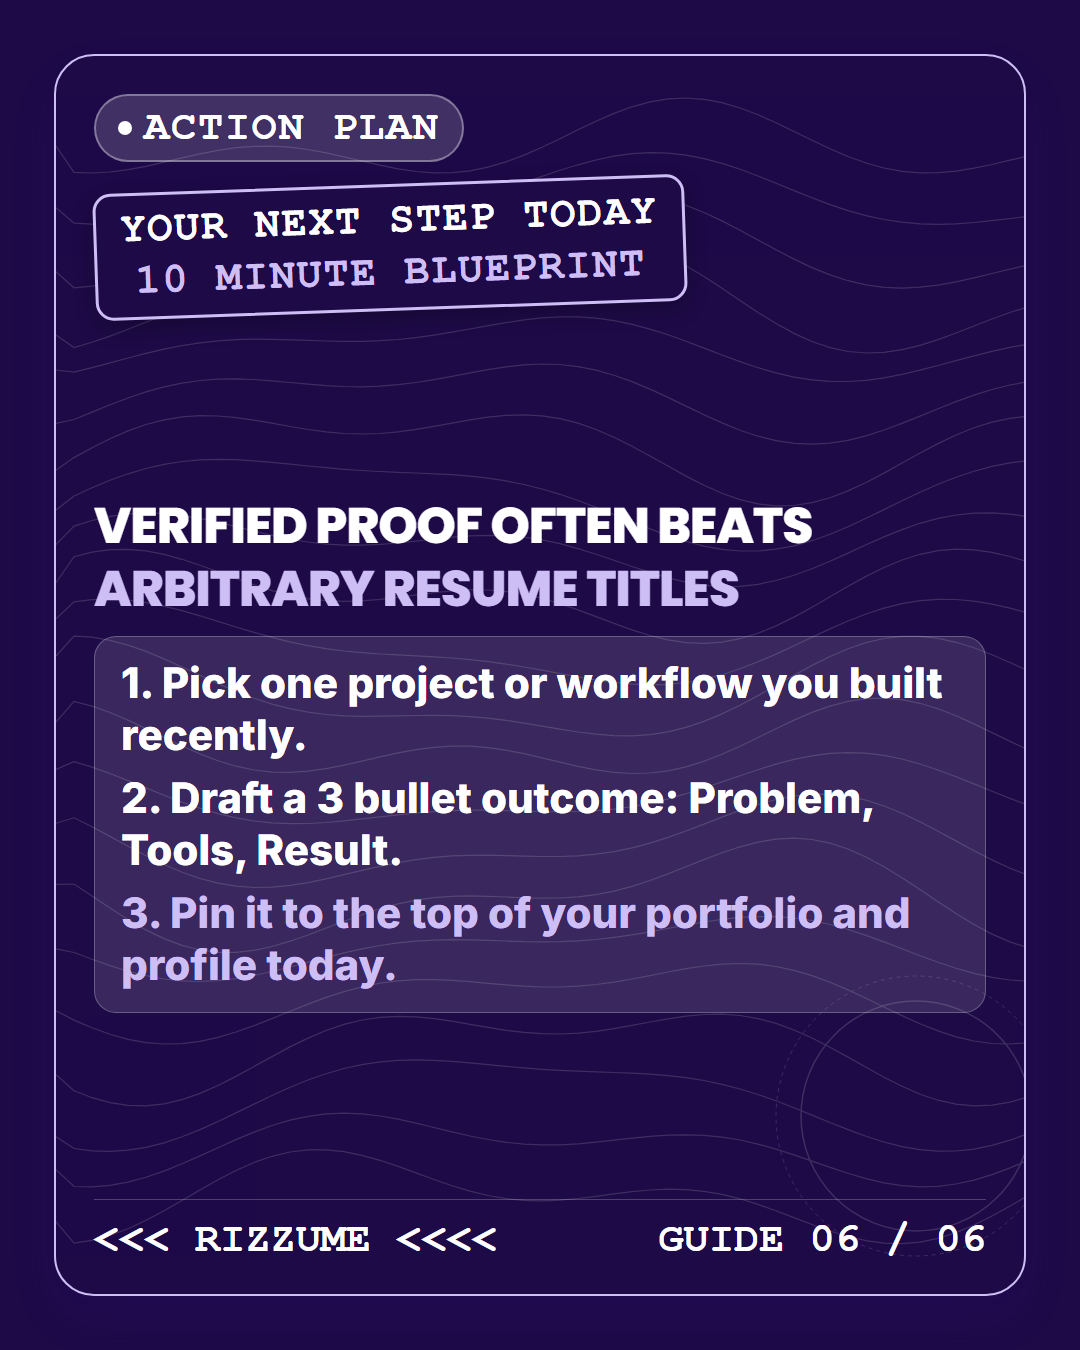 ACTION PLAN
YOUR NEXT STEP TODAY
10 MINUTE BLUEPRINT
VERIFIED PROOF OFTEN BEATS
ARBITRARY RESUME TITLES
1. Pick one project or workflow you built
recently.
2. Draft a 3 bullet outcome: Problem,
Tools, Result.
3. Pin it to the top of your portfolio and
profile today.
<<< RIZZUME <<<<
GUIDE 06 / 06